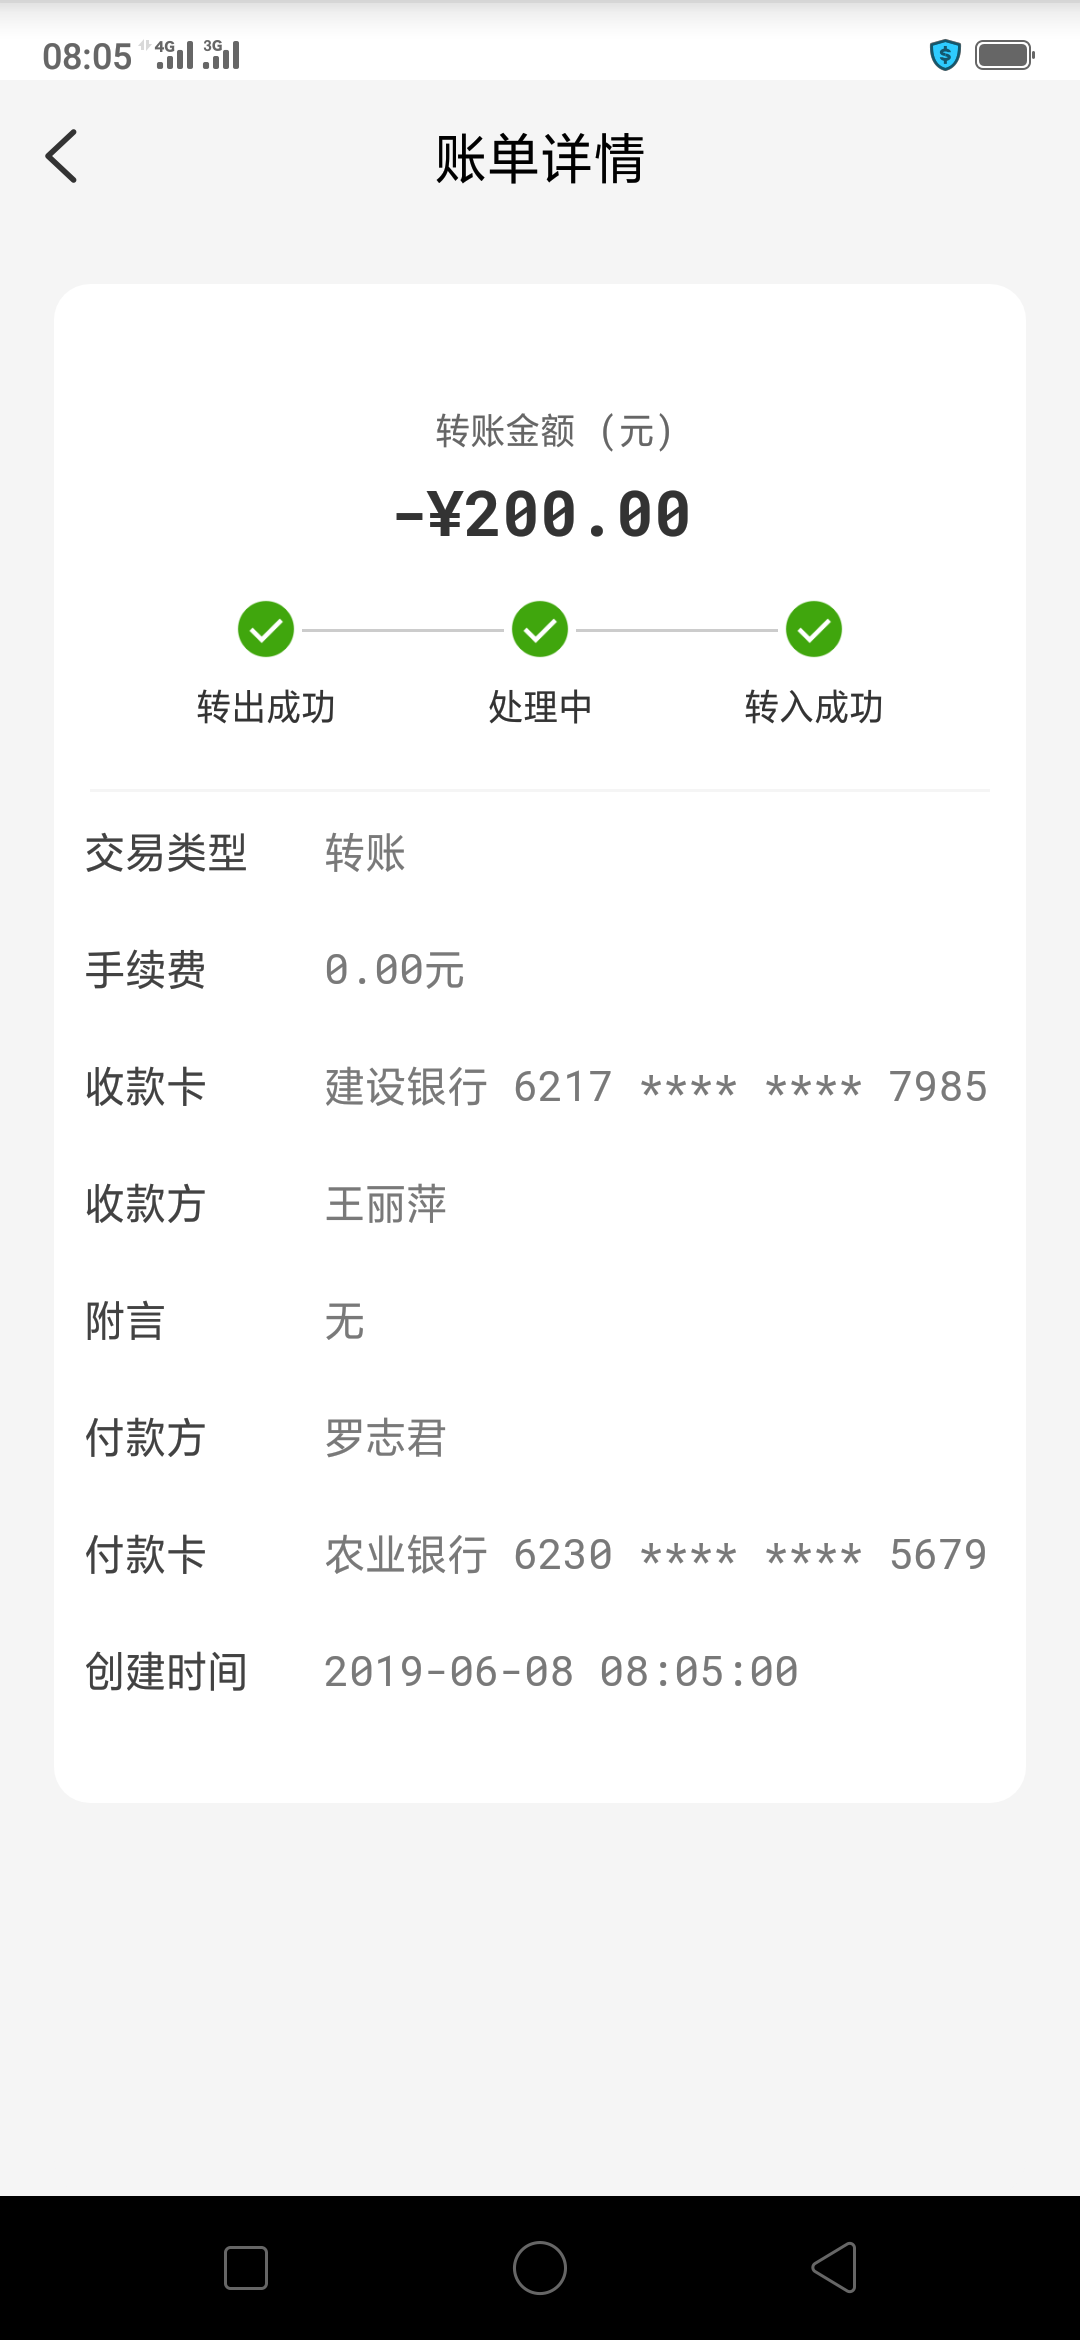 08:05 4G 3G
账单详情
转账金额（元）
-¥200.00
转出成功 处理中 转入成功
交易类型 转账
手续费 0.00元
收款卡 建设银行 6217 **** **** 7985
收款方 王丽萍
附言 无
付款方 罗志君
付款卡 农业银行 6230 **** **** 5679
创建时间 2019-06-08 08:05:00